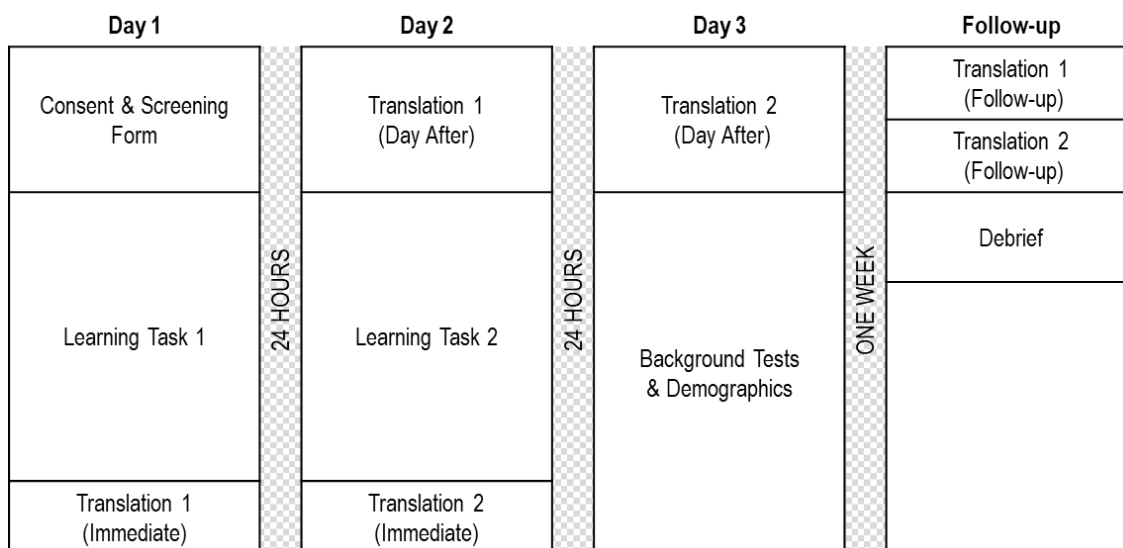 Day 1
Consent & Screening
Form
Learning Task 1
Translation 1
(Immediate)
24 HOURS
Day 2
Translation 1
(Day After)
Learning Task 2
Translation 2
(Immediate)
24 HOURS
Day 3
Translation 2
(Day After)
Background Tests
& Demographics
ONE WEEK
Follow-up
Translation 1
(Follow-up)
Translation 2
(Follow-up)
Debrief